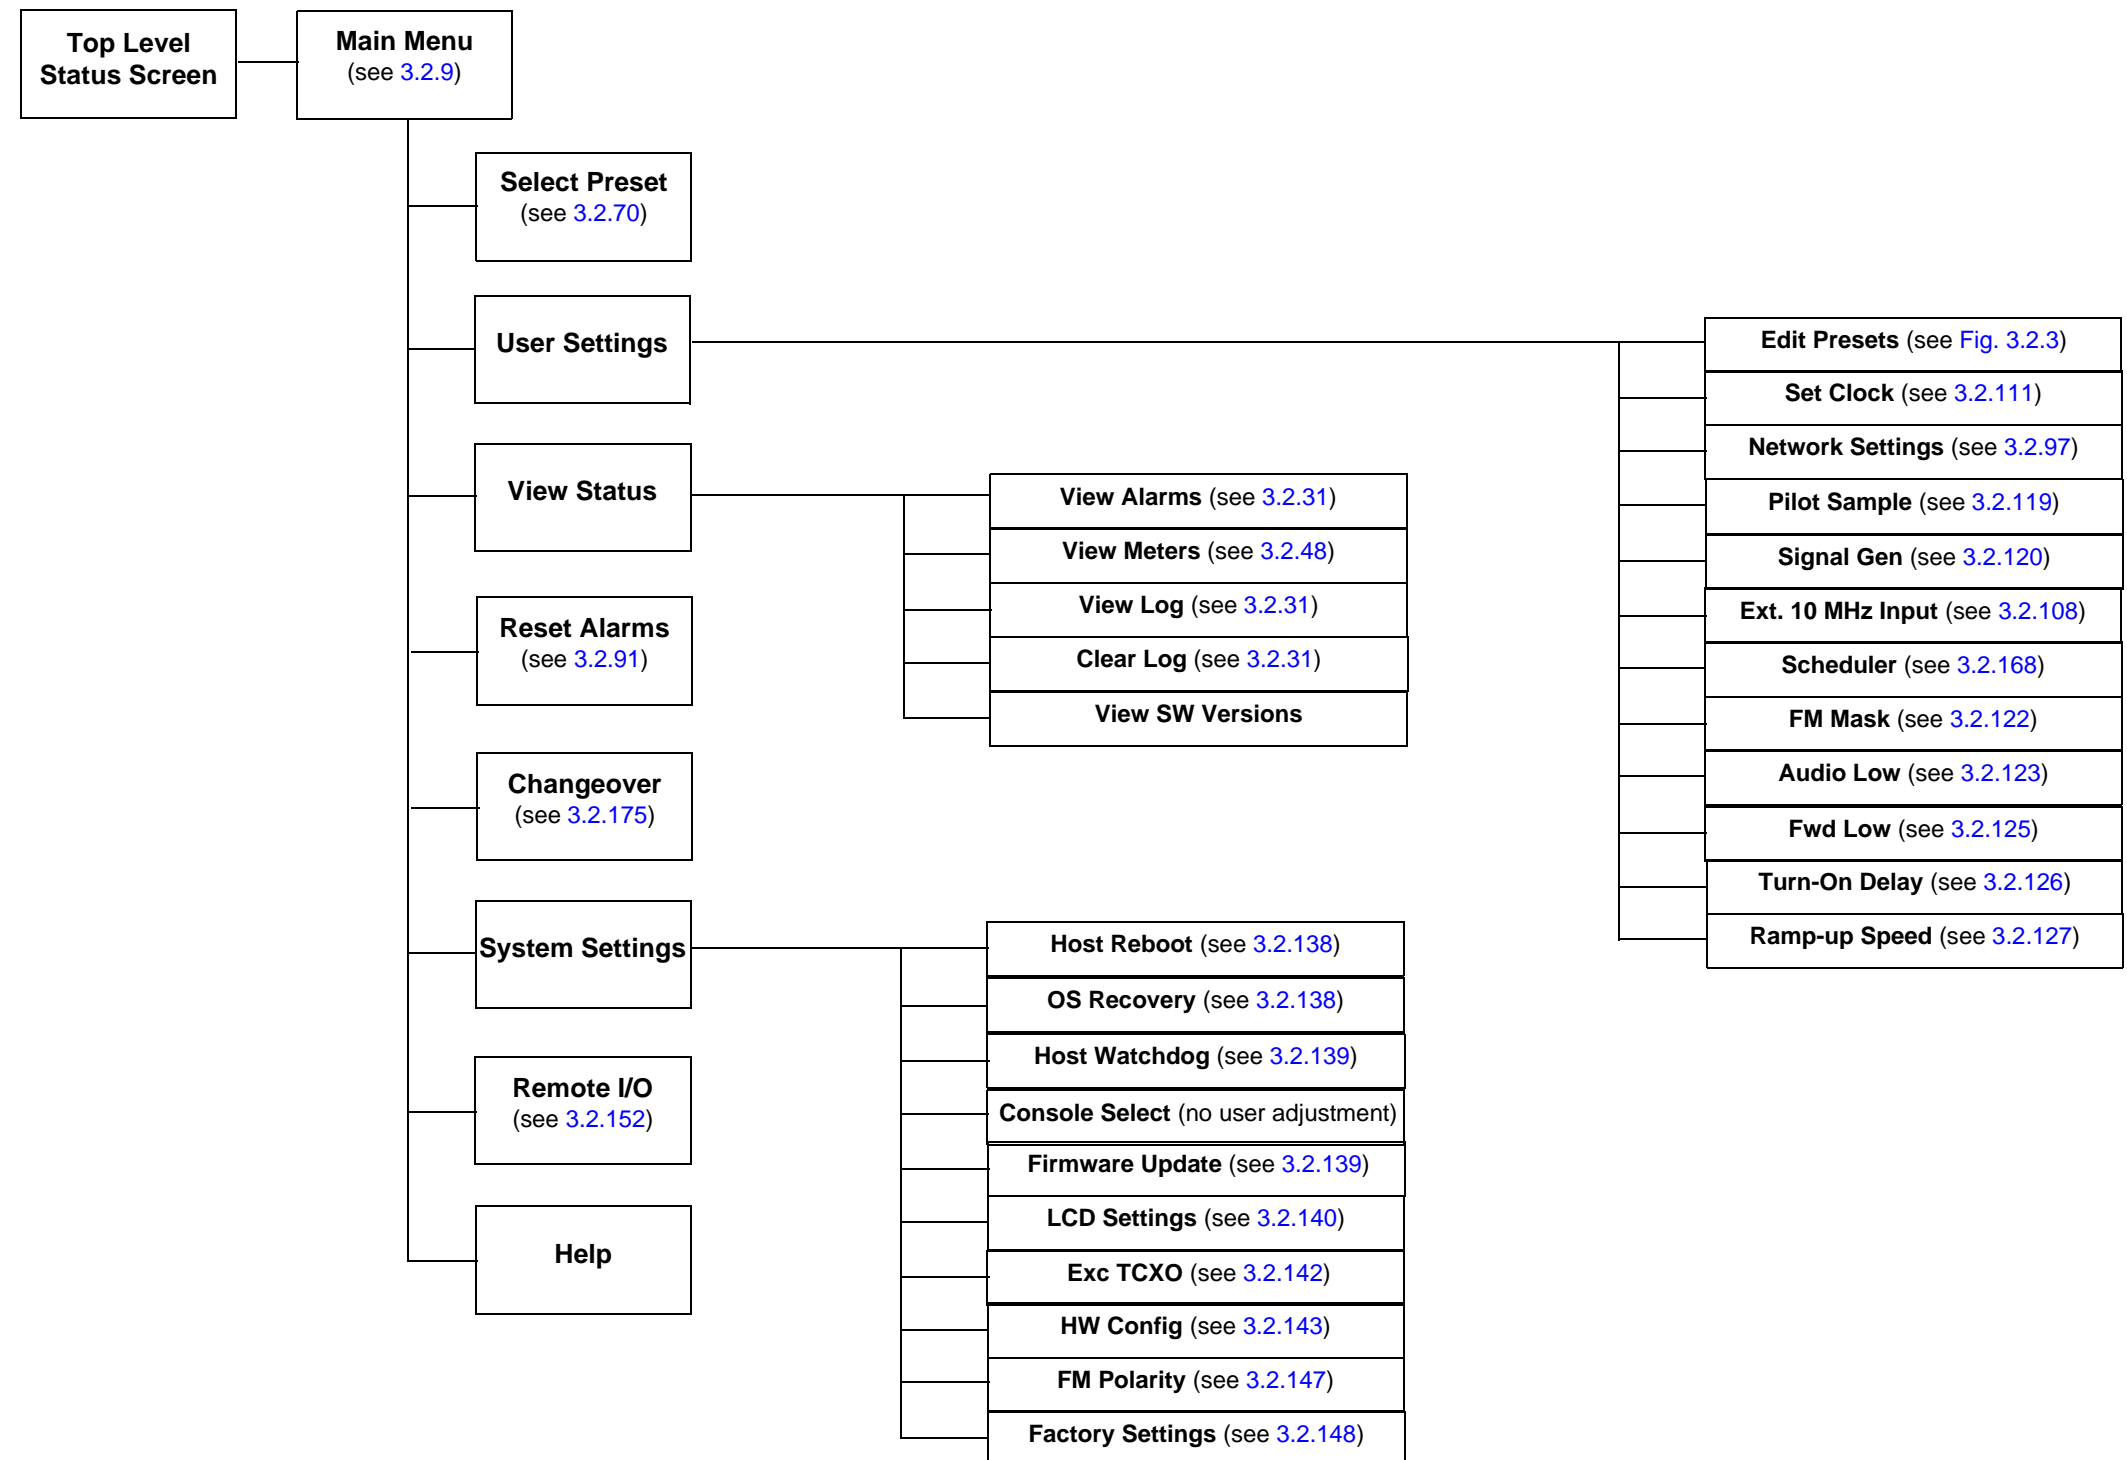 Top Level
Status Screen
Main Menu
(see 3.2.9)
Select Preset
(see 3.2.70)
User Settings
View Status
Reset Alarms
(see 3.2.91)
Changeover
(see 3.2.175)
System Settings
Remote I/O
(see 3.2.152)
Help
View Alarms (see 3.2.31)
View Meters (see 3.2.48)
View Log (see 3.2.31)
Clear Log (see 3.2.31)
View SW Versions
Host Reboot (see 3.2.138)
OS Recovery (see 3.2.138)
Host Watchdog (see 3.2.139)
Console Select (no user adjustment)
Firmware Update (see 3.2.139)
LCD Settings (see 3.2.140)
Exc TCXO (see 3.2.142)
HW Config (see 3.2.143)
FM Polarity (see 3.2.147)
Factory Settings (see 3.2.148)
Edit Presets (see Fig. 3.2.3)
Set Clock (see 3.2.111)
Network Settings (see 3.2.97)
Pilot Sample (see 3.2.119)
Signal Gen (see 3.2.120)
Ext. 10 MHz Input (see 3.2.108)
Scheduler (see 3.2.168)
FM Mask (see 3.2.122)
Audio Low (see 3.2.123)
Fwd Low (see 3.2.125)
Turn-On Delay (see 3.2.126)
Ramp-up Speed (see 3.2.127)